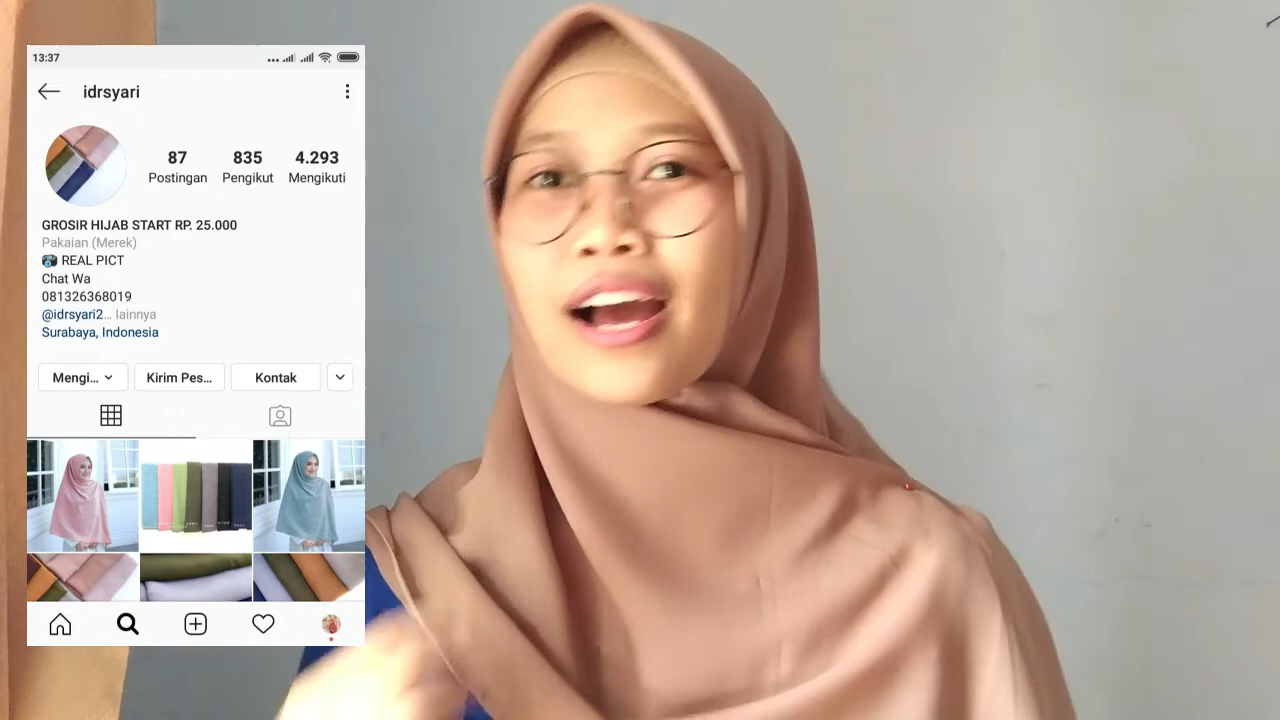 13:37
idrsyari
87 835 4.293
Postingan Pengikut Mengikuti
GROSIR HIJAB START RP. 25.000
Pakaian (Merek)
REAL PICT
Chat Wa
081326368019
@idrsyari2... lainnya
Surabaya, Indonesia
Mengi... Kirim Pes... Kontak